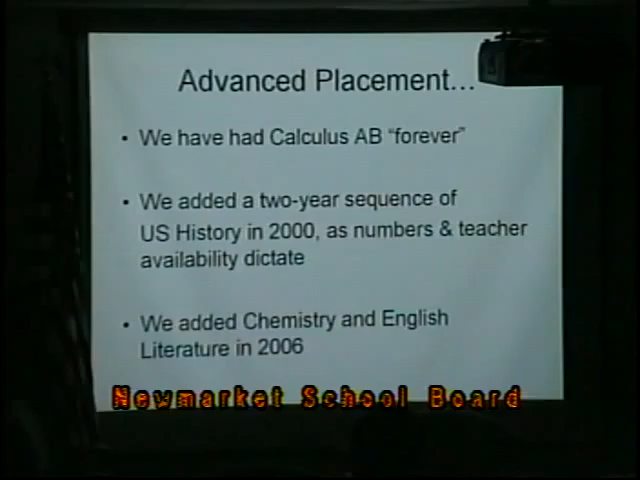 Advanced Placement...
• We have had Calculus AB “forever”
• We added a two-year sequence of
US History in 2000, as numbers & teacher
availability dictate
• We added Chemistry and English
Literature in 2006
Newmarket School Board